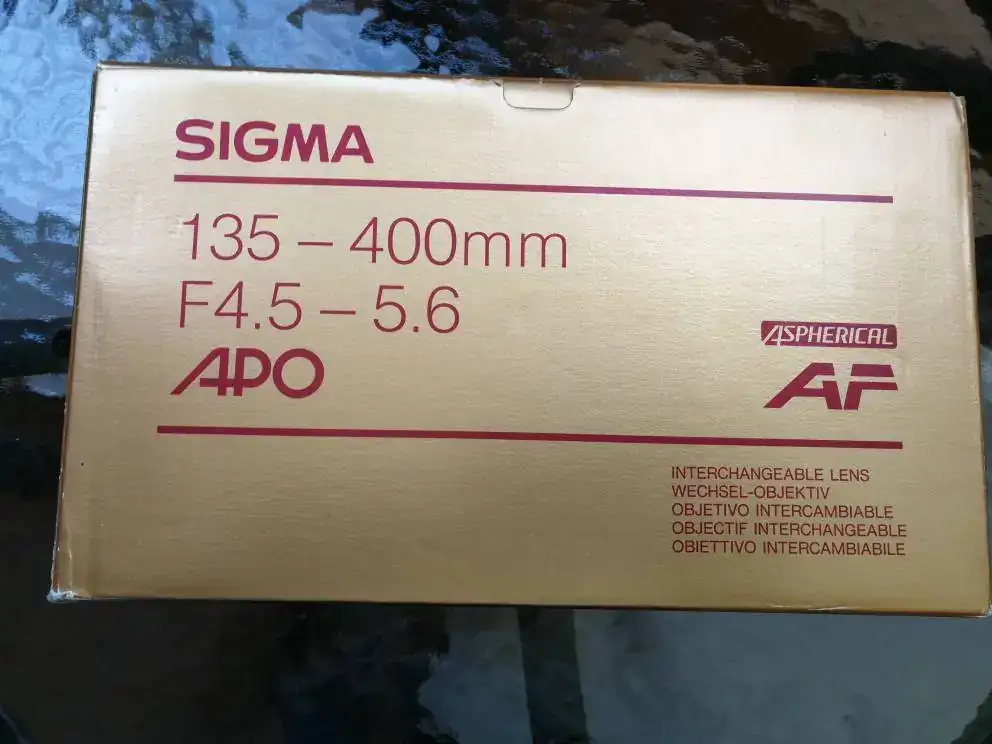 SIGMA
135 – 400mm
F4.5 – 5.6
APO
ASPHERICAL
AF
INTERCHANGEABLE LENS
WECHSEL-OBJEKTIV
OBJETIVO INTERCAMBIABLE
OBJECTIF INTERCHANGEABLE
OBIETTIVO INTERCAMBIABILE